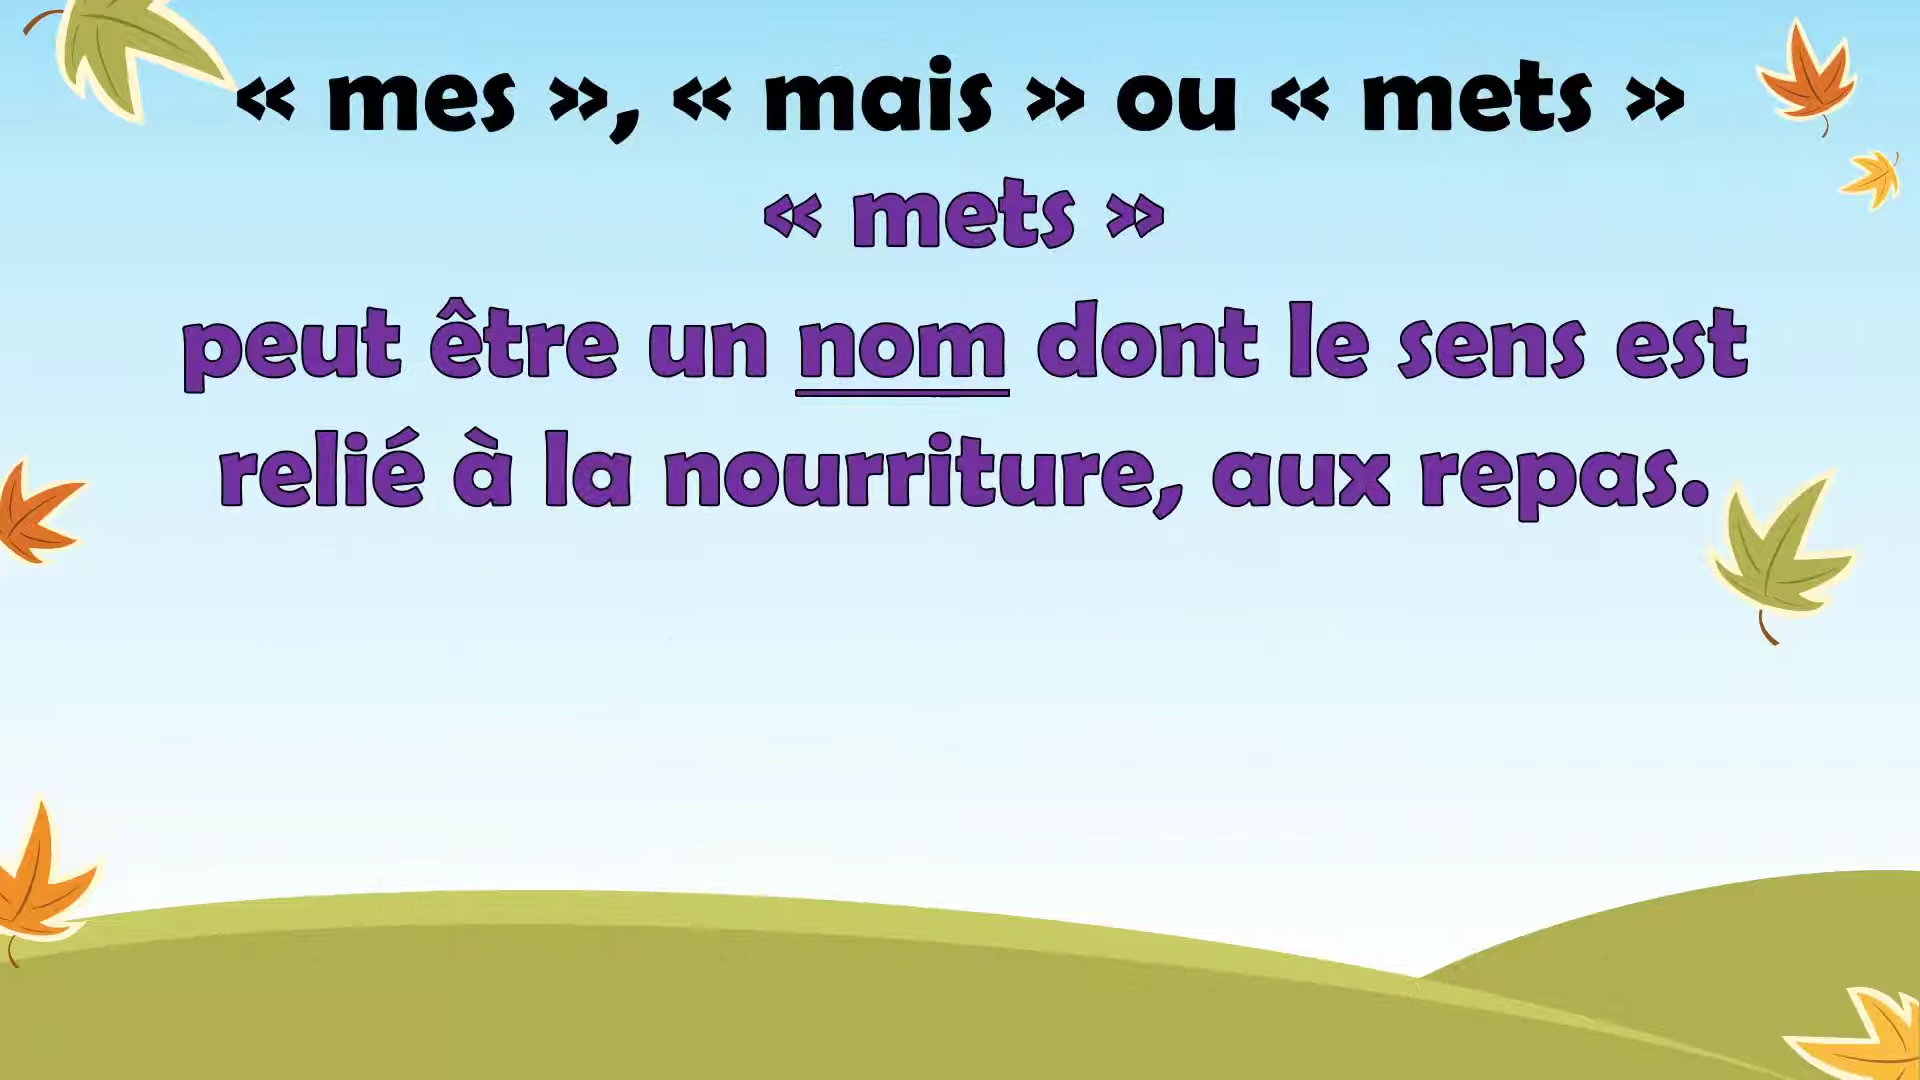 « mes », « mais » ou « mets »
« mets »
peut être un nom dont le sens est
relié à la nourriture, aux repas.